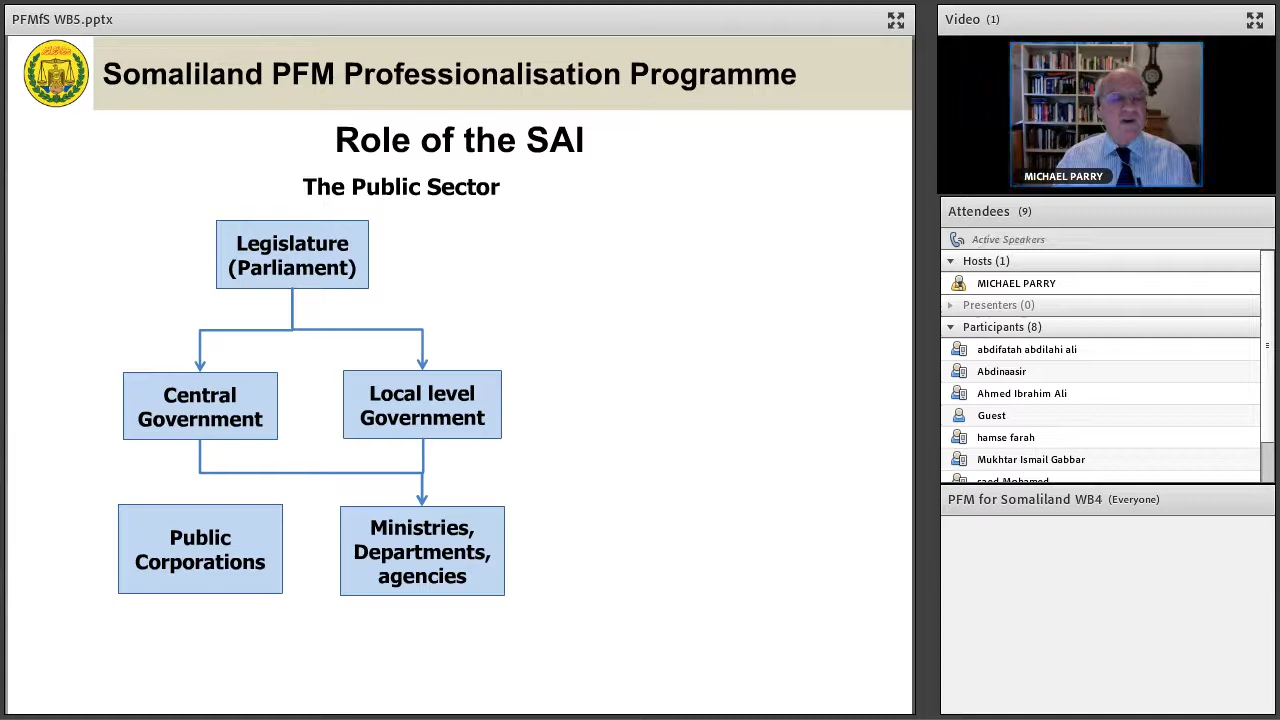 PFMfS WB5.pptx
Somaliland PFM Professionalisation Programme
Role of the SAI
The Public Sector
Legislature
(Parliament)
Central
Government
Local level
Government
Public
Corporations
Ministries,
Departments,
agencies
Video (1)
MICHAEL PARRY
Attendees (9)
Active Speakers
Hosts (1)
MICHAEL PARRY
Presenters (0)
Participants (8)
abdifatah abdilahi ali
Abdinaasir
Ahmed Ibrahim Ali
Guest
hamse farah
Mukhtar Ismail Gabbar
saed Mohamed
PFM for Somaliland WB4 (Everyone)